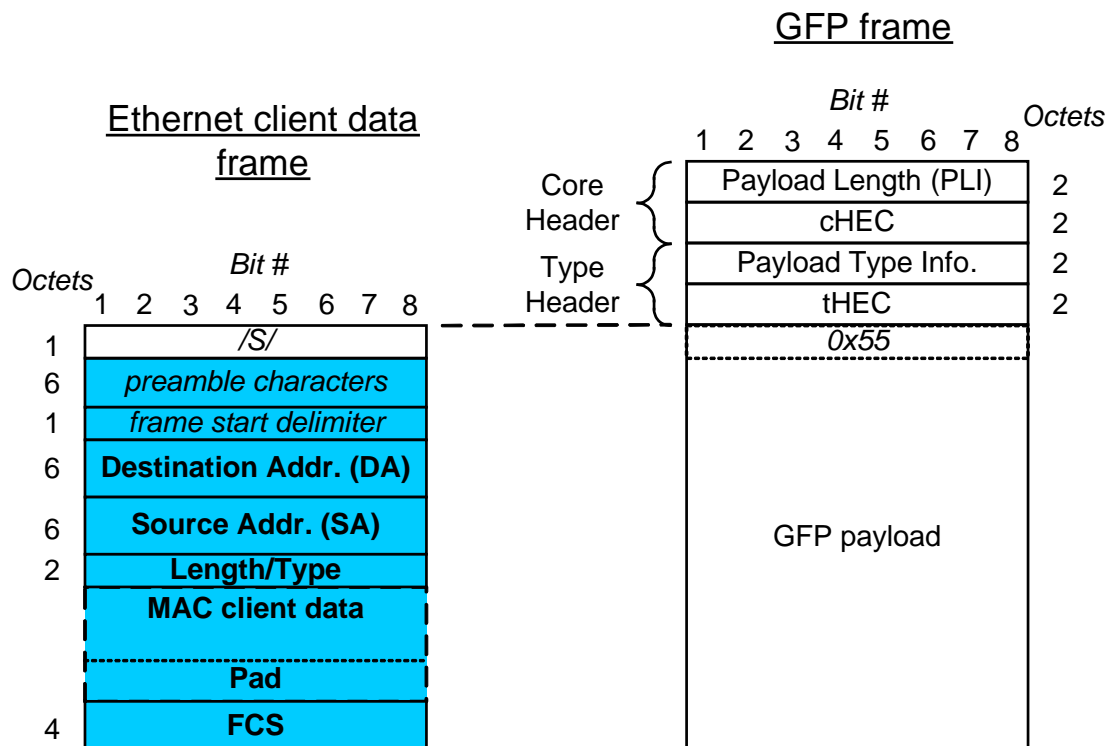 GFP frame
Ethernet client data
frame
Bit #
Octets
1 2 3 4 5 6 7 8
Core
Header
Payload Length (PLI)
2
cHEC
2
Type
Header
Payload Type Info.
2
tHEC
2
0x55
GFP payload
Bit #
Octets
1 2 3 4 5 6 7 8
1
/S/
6
preamble characters
1
frame start delimiter
6
Destination Addr. (DA)
6
Source Addr. (SA)
2
Length/Type
MAC client data
Pad
4
FCS